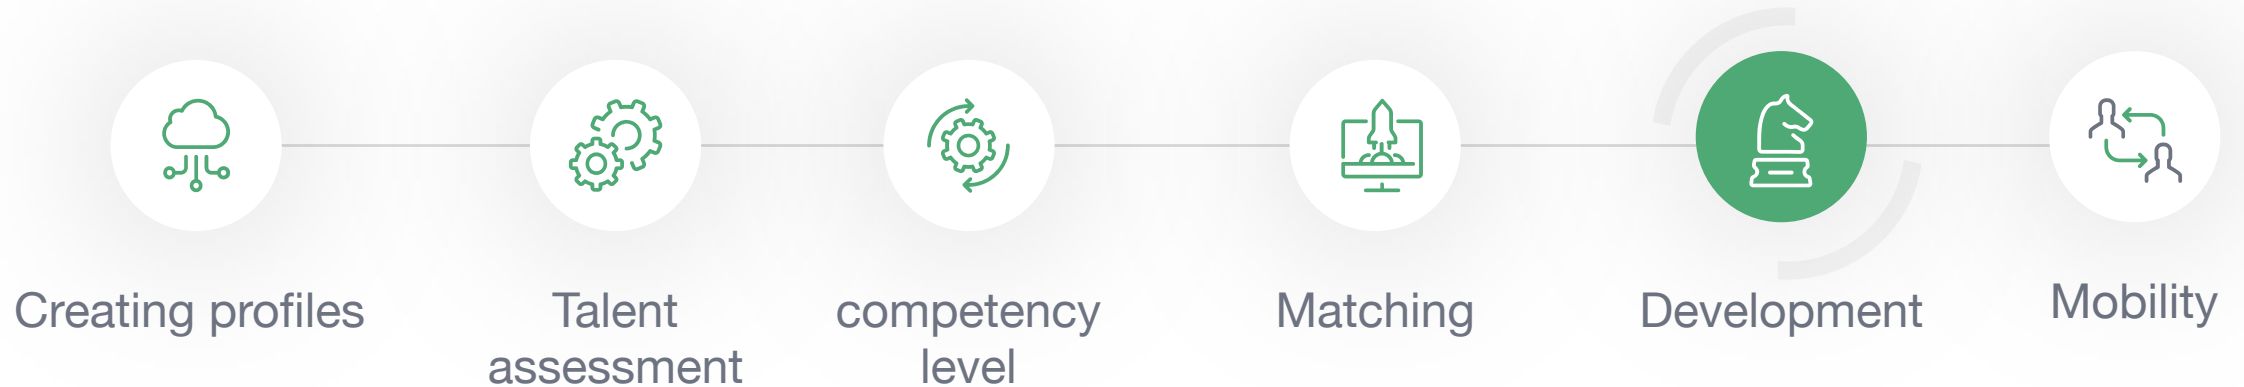 Creating profiles
Talent
assessment
competency
level
Matching
Development
Mobility